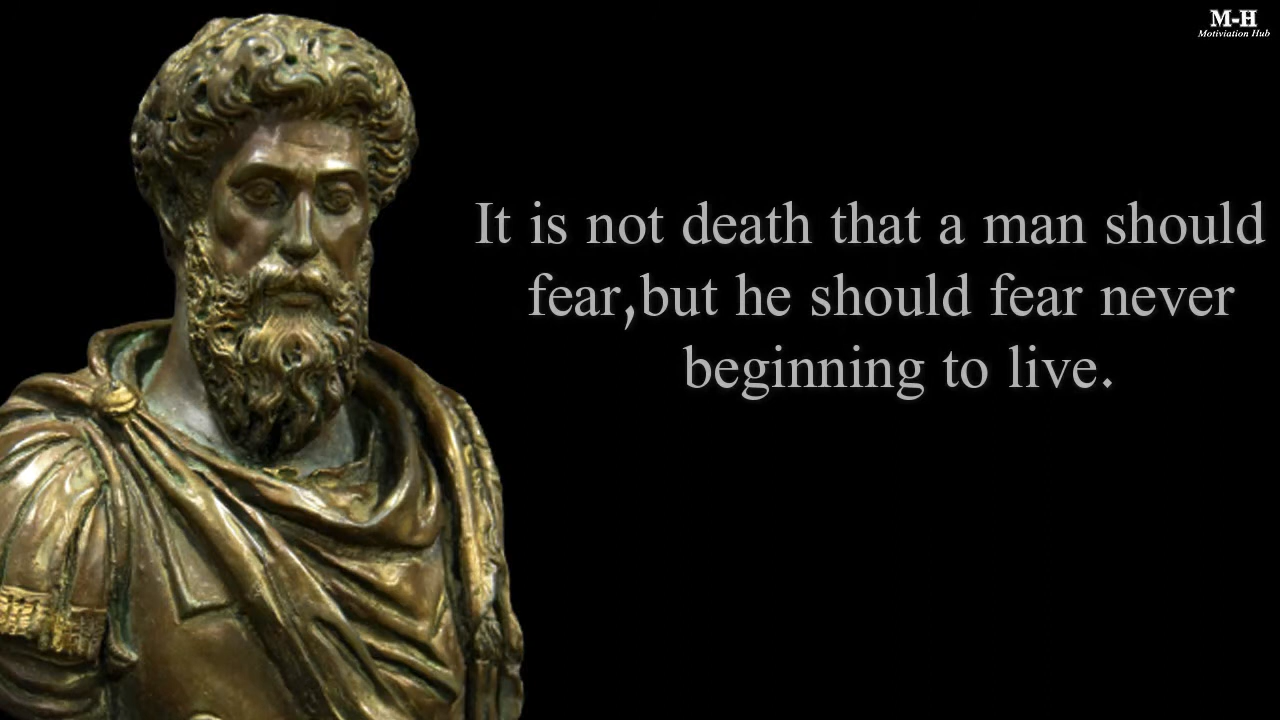 M-H
Motiviation Hub
It is not death that a man should
fear,but he should fear never
beginning to live.